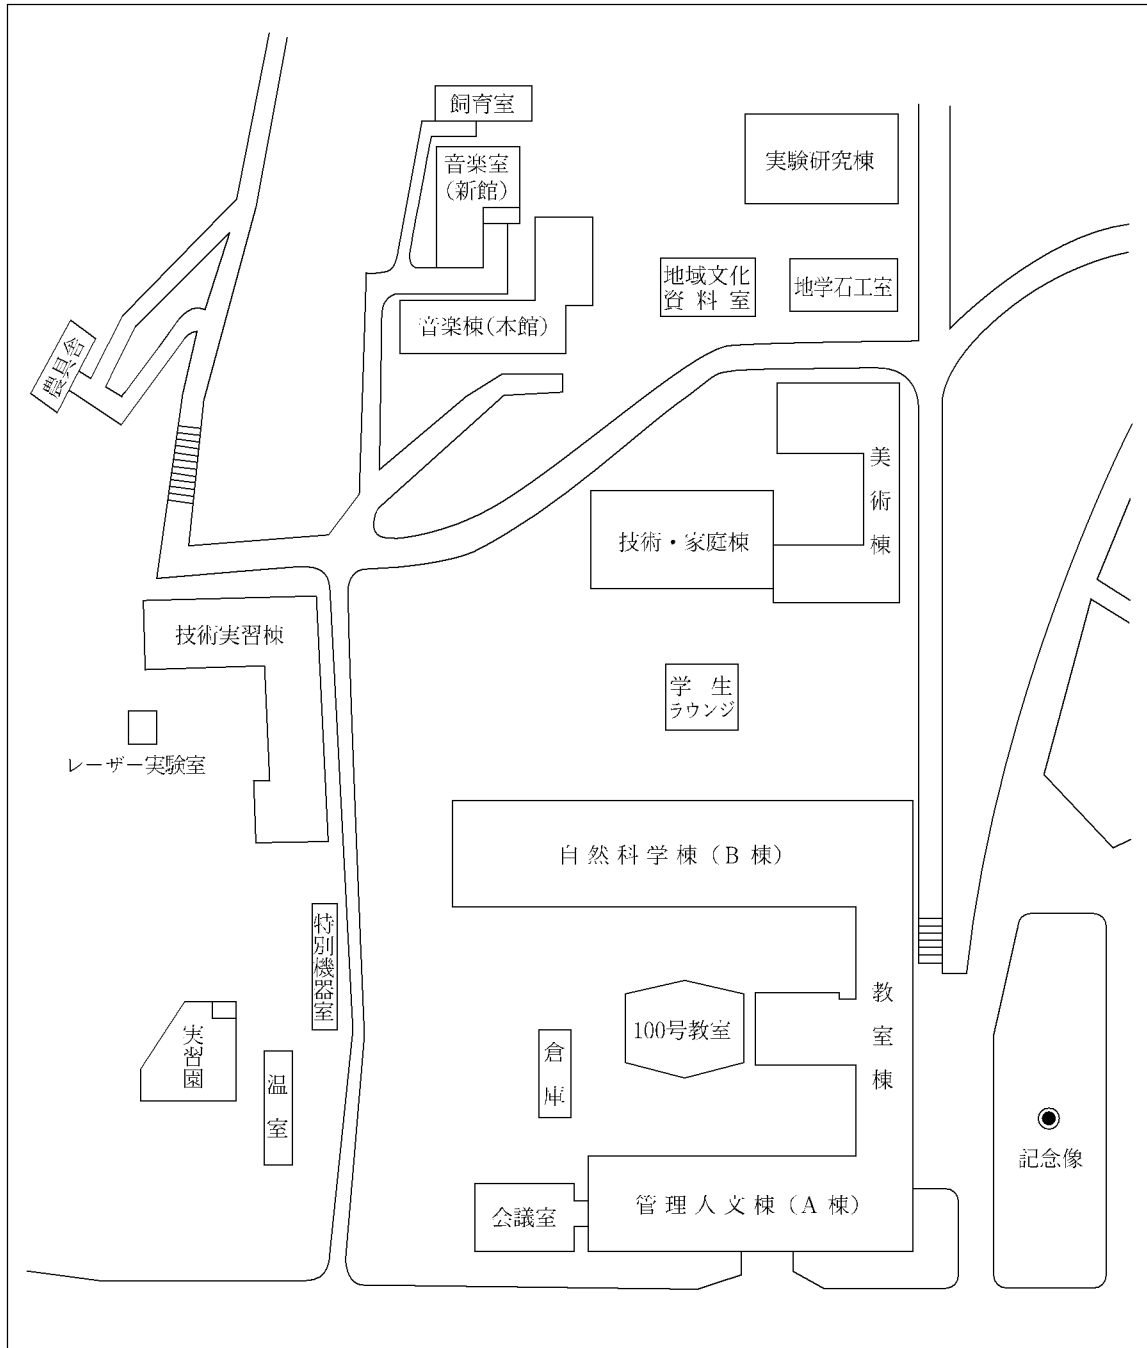 飼育室
音楽室
(新館)
実験研究棟
地域文化
資料室
地学石工室
音楽棟(本館)
農具舎
美術棟
技術・家庭棟
技術実習棟
学生
ラウンジ
レーザー実験室
自然科学棟(B棟)
特別機器室
教室棟
100号教室
実習園
倉庫
温室
記念像
会議室
管理人文棟(A棟)